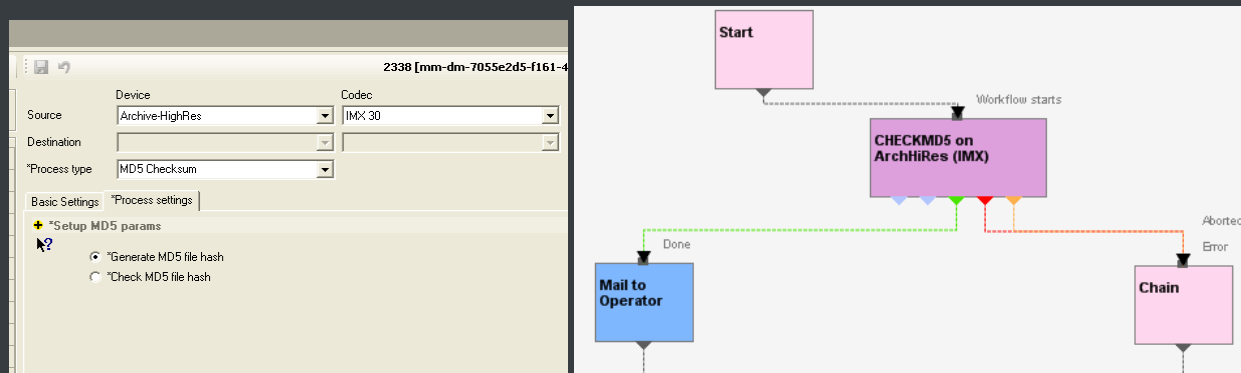 2338 [mm-dm-7055e2d5-f161-4
Device
Codec
Source
Archive-HighRes
IMX 30
Destination
*Process type
MD5 Checksum
Basic Settings
*Process settings
*Setup MD5 params
*Generate MD5 file hash
*Check MD5 file hash
Start
Workflow starts
CHECKMD5 on
ArchHiRes (IMX)
Aborted
Done
Error
Mail to
Operator
Chain